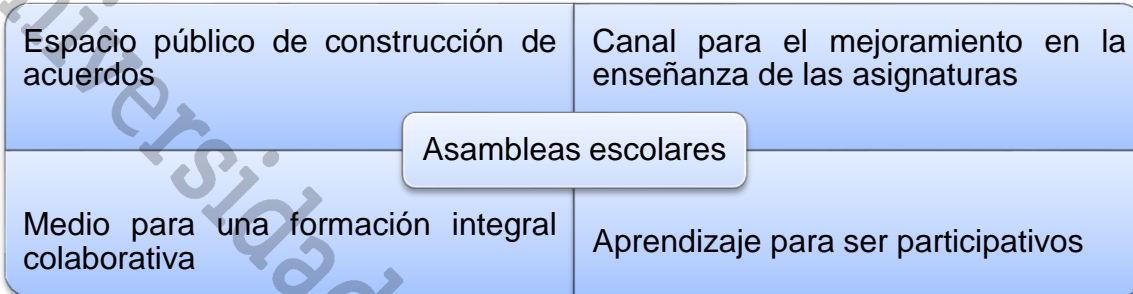 Espacio público de construcción de
acuerdos
Canal para el mejoramiento en la
enseñanza de las asignaturas
Asambleas escolares
Medio para una formación integral
colaborativa
Aprendizaje para ser participativos
Universidad